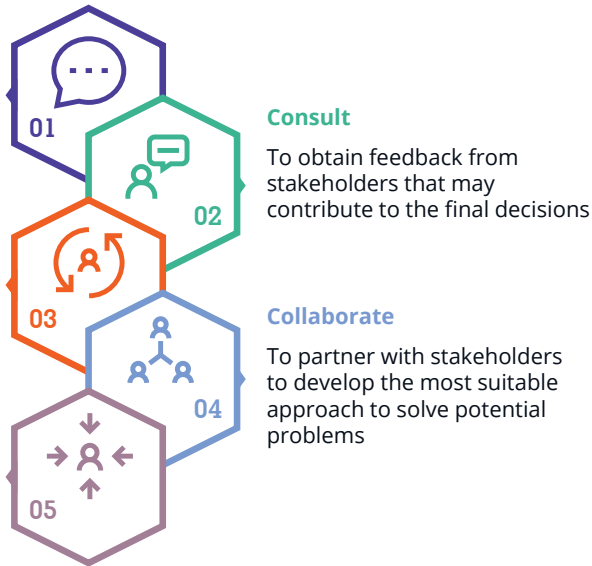 01
Consult
To obtain feedback from
stakeholders that may
contribute to the final decisions
02
03
Collaborate
To partner with stakeholders
to develop the most suitable
approach to solve potential
problems
04
05